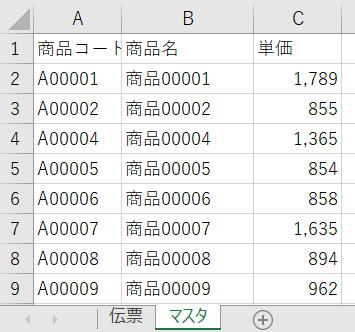 A B C
1 商品コート商品名 単価
2 A00001 商品00001 1,789
3 A00002 商品00002 855
4 A00004 商品00004 1,365
5 A00005 商品00005 854
6 A00006 商品00006 858
7 A00007 商品00007 1,635
8 A00008 商品00008 894
9 A00009 商品00009 962
伝票 マスタ